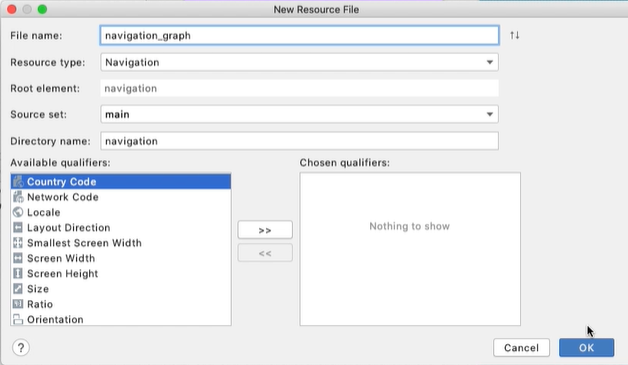 New Resource File
File name: navigation_graph
Resource type: Navigation
Root element: navigation
Source set: main
Directory name: navigation
Available qualifiers:
Chosen qualifiers:
Country Code
Network Code
Locale
Layout Direction
Smallest Screen Width
Screen Width
Screen Height
Size
Ratio
Orientation
>>
<<
Nothing to show
?
Cancel
OK